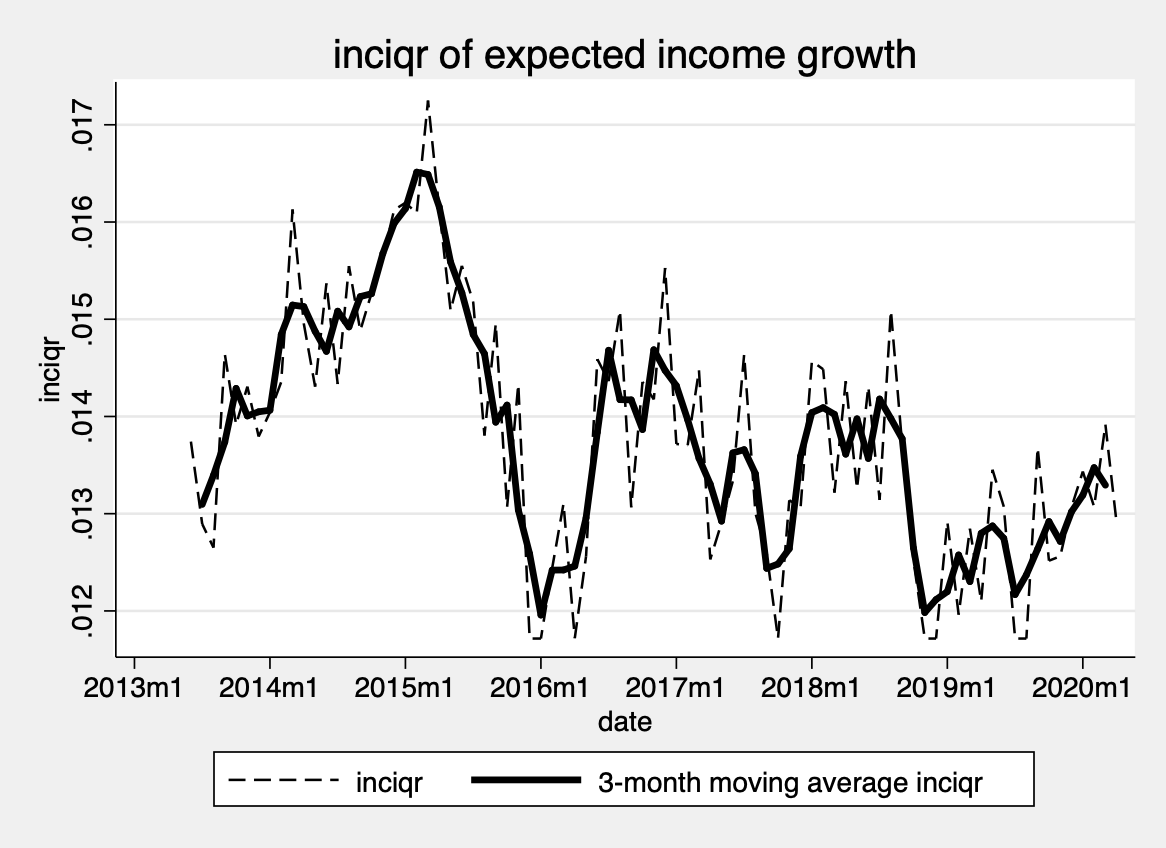 inciqr of expected income growth
inciqr
.017
.016
.015
.014
.013
.012
2013m1 2014m1 2015m1 2016m1 2017m1 2018m1 2019m1 2020m1
date
inciqr 3-month moving average inciqr